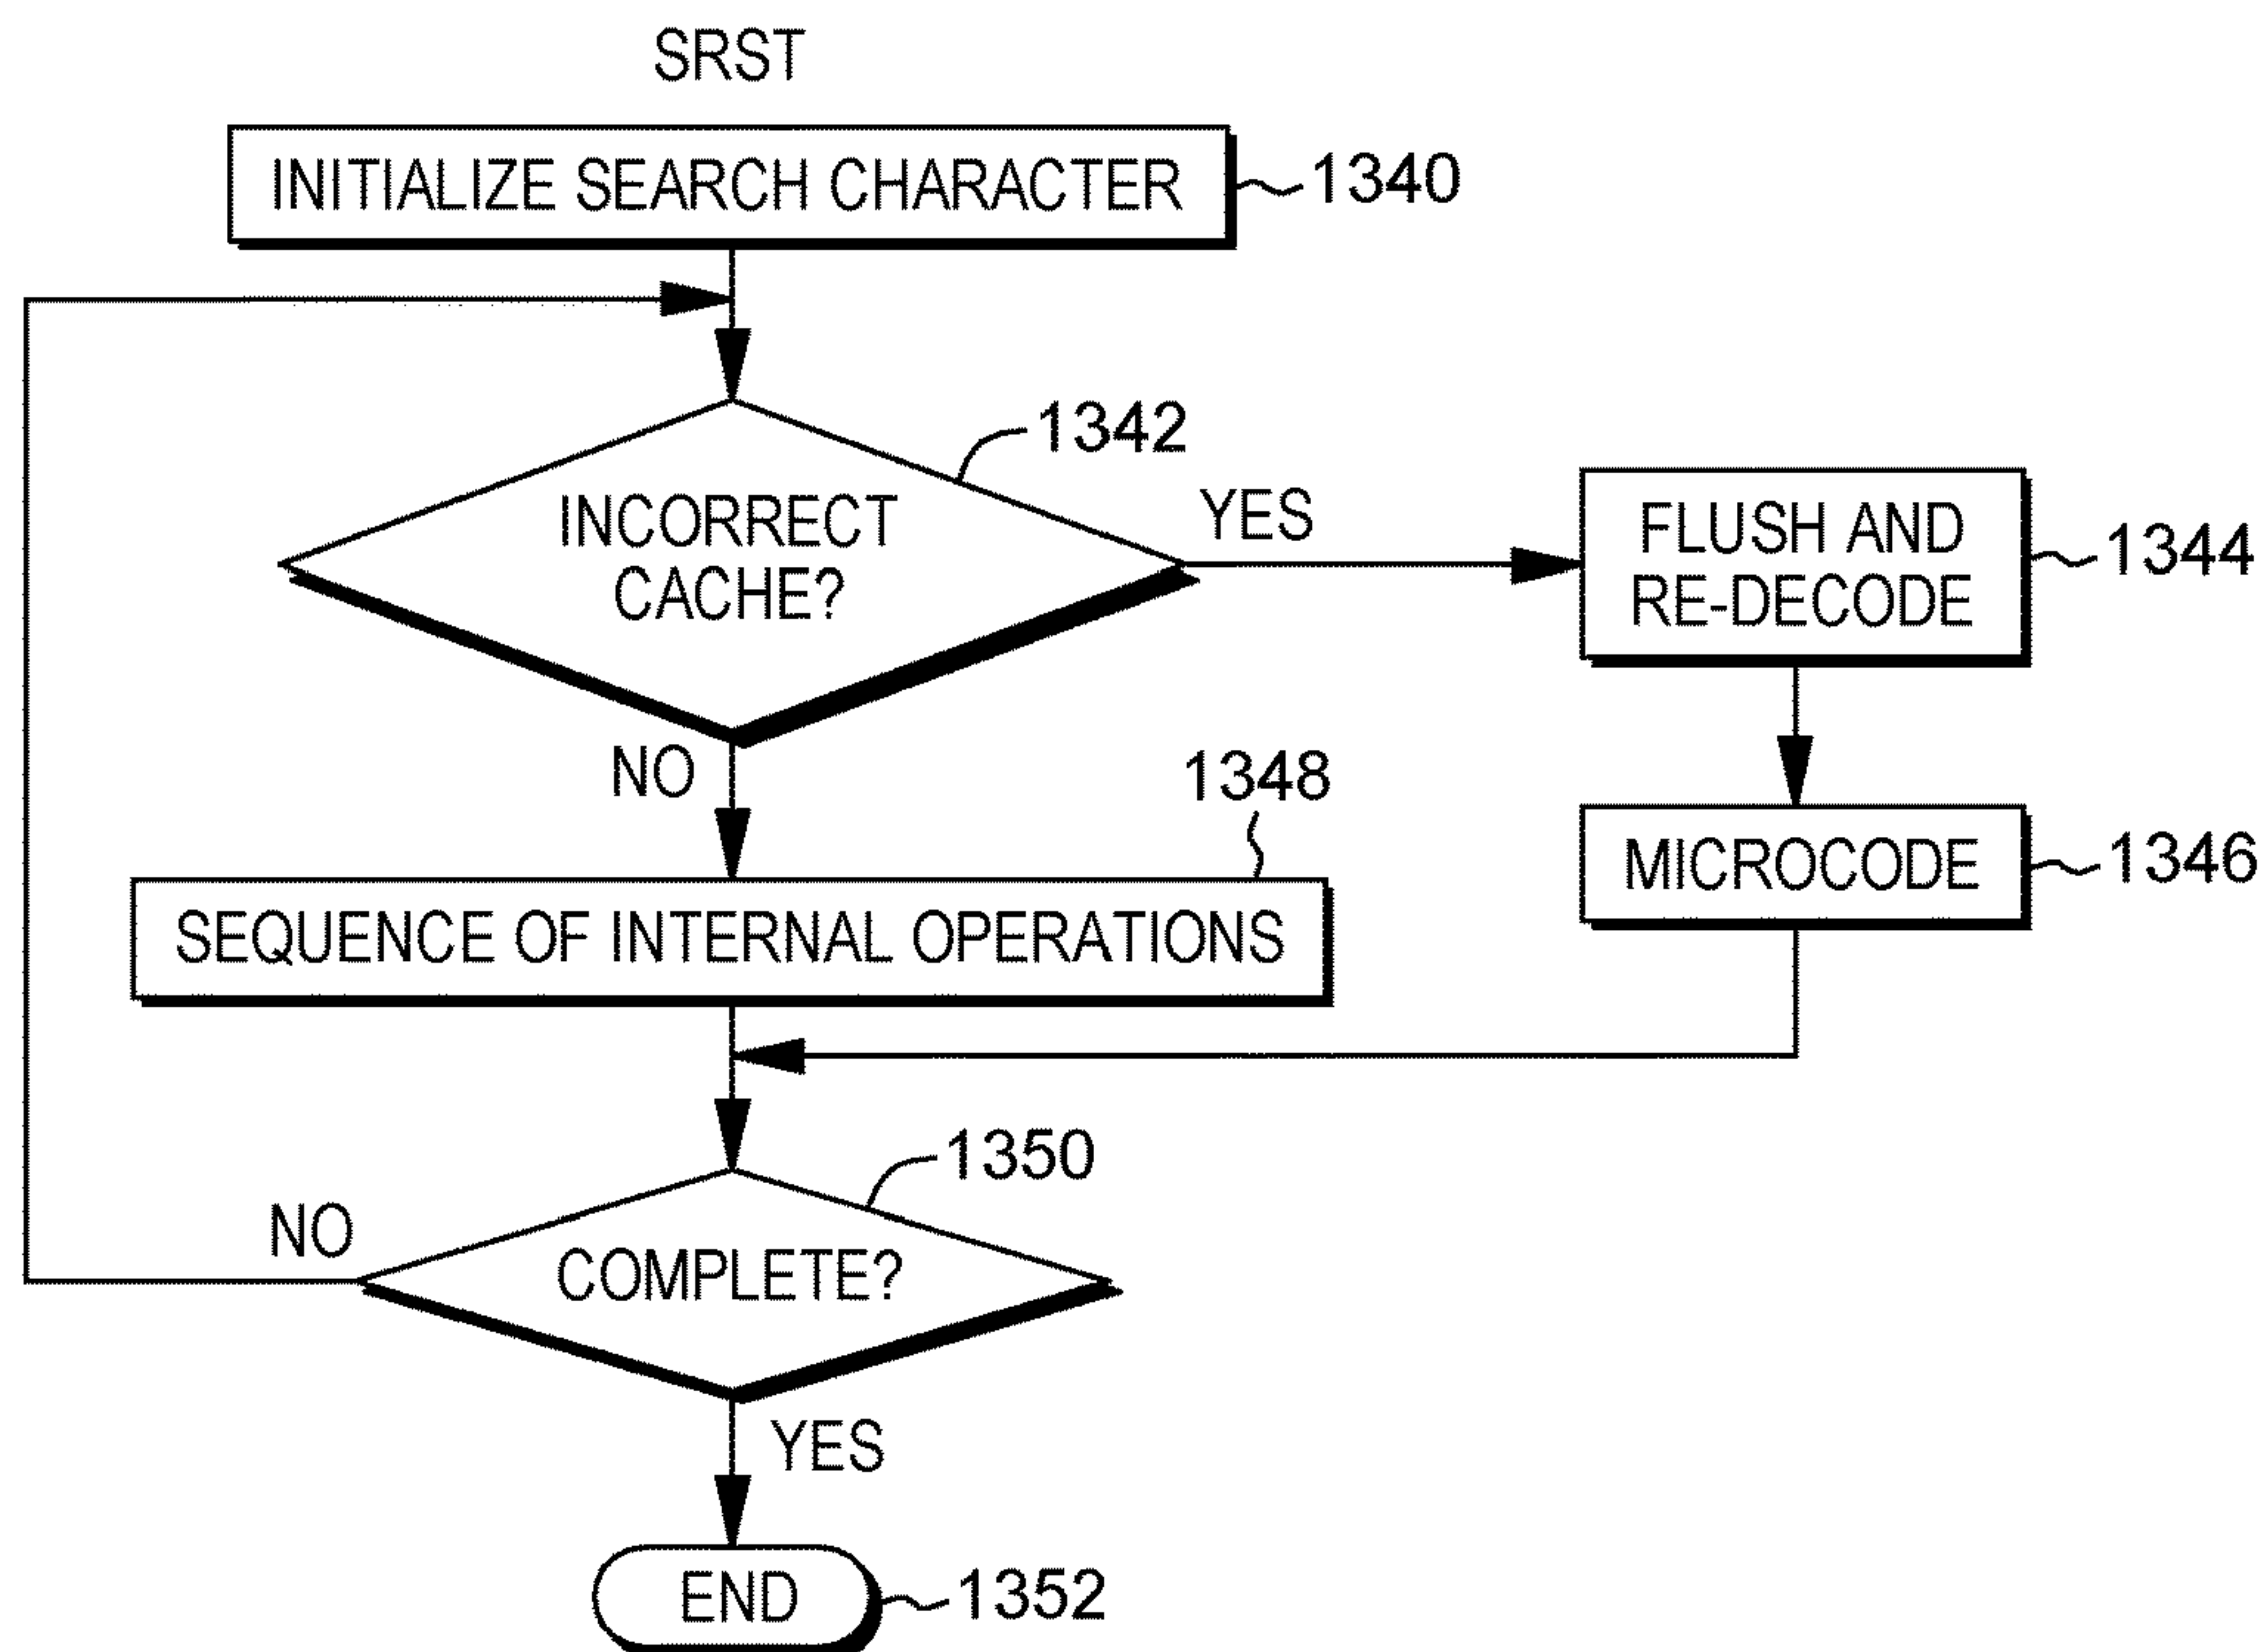 SRST
INITIALIZE SEARCH CHARACTER
1340
1342
INCORRECT
CACHE?
YES
FLUSH AND
RE-DECODE
1344
NO
1348
MICROCODE
1346
SEQUENCE OF INTERNAL OPERATIONS
1350
NO
COMPLETE?
YES
END
1352